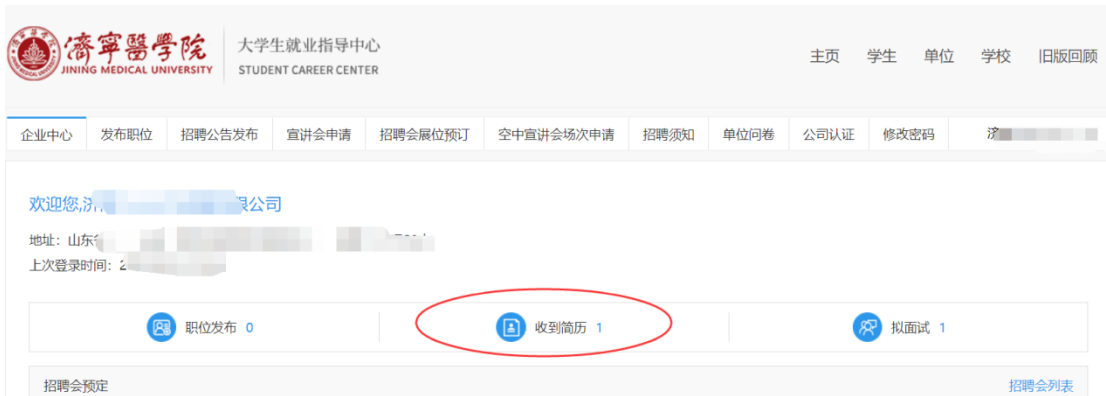 濟寧醫學院
JINING MEDICAL UNIVERSITY
大学生就业指导中心
STUDENT CAREER CENTER
主页 学生 单位 学校 旧版回顾
企业中心 发布职位 招聘公告发布 宣讲会申请 招聘会展位预订 空中宣讲会场次申请 招聘须知 单位问卷 公司认证 修改密码 济
欢迎您,济 限公司
地址：山东省
上次登录时间：2
职位发布 0 收到简历 1 拟面试 1
招聘会预定 招聘会列表